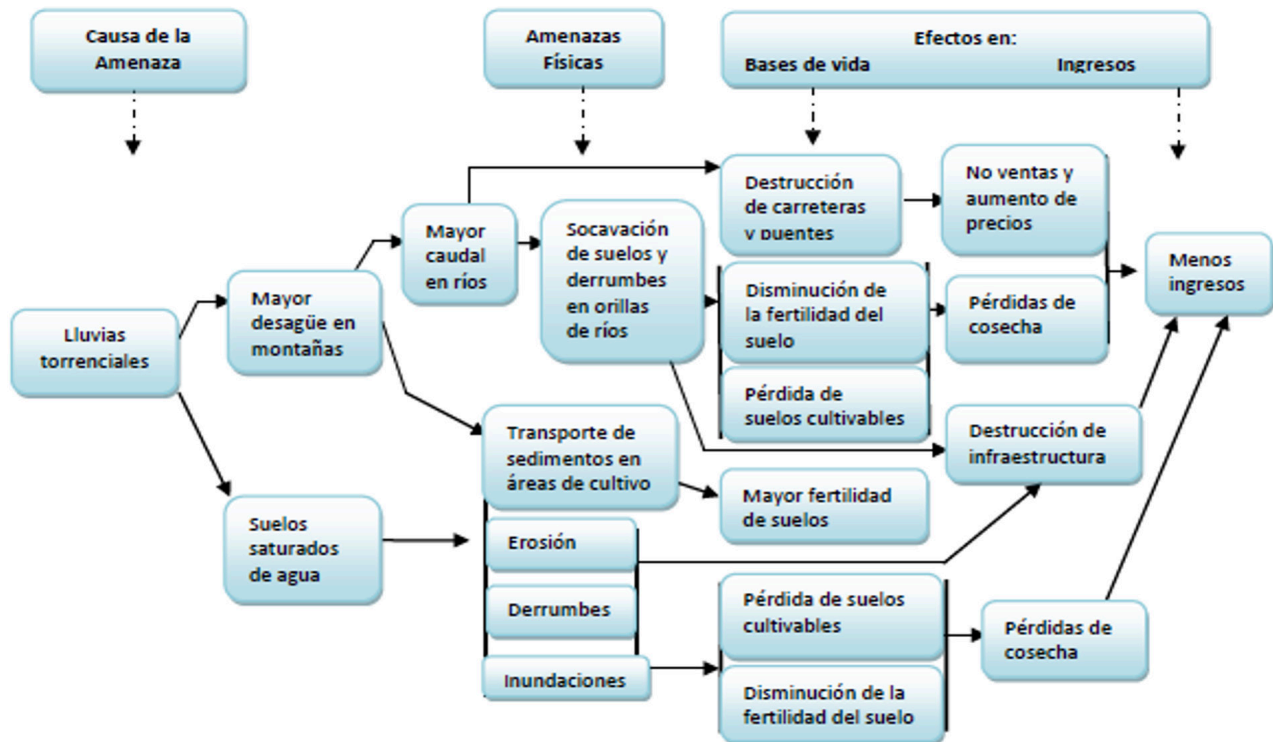 Causa de la
Amenaza
Amenazas
Físicas
Efectos en:
Bases de vida Ingresos
Lluvias
torrenciales
Mayor
desagüe en
montañas
Suelos
saturados
de agua
Mayor
caudal
en ríos
Socavación
de suelos y
derrumbes
en orillas
de ríos
Transporte de
sedimentos en
áreas de cultivo
Erosión
Derrumbes
Inundaciones
Destrucción
de carreteras
y puentes
Disminución de
la fertilidad del
suelo
Pérdida de
suelos cultivables
Mayor fertilidad
de suelos
Pérdida de suelos
cultivables
Disminución de la
fertilidad del suelo
No ventas y
aumento de
precios
Pérdidas de
cosecha
Destrucción de
infraestructura
Pérdidas de
cosecha
Menos
ingresos